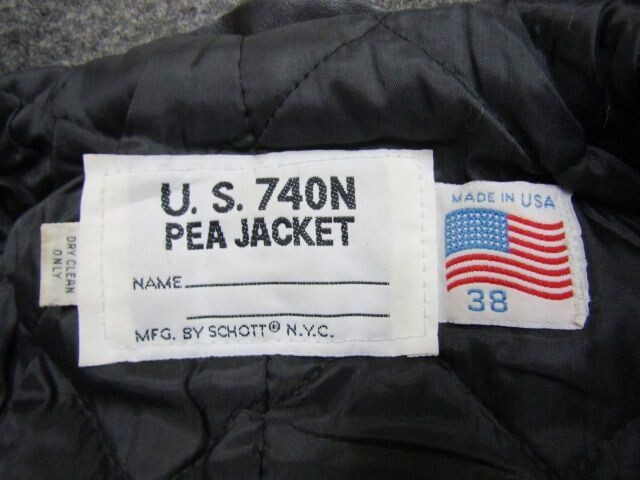 U. S. 740N
PEA JACKET
NAME
MFG. BY SCHOTT® N.Y.C.
DRY CLEAN
ONLY
MADE IN USA
38